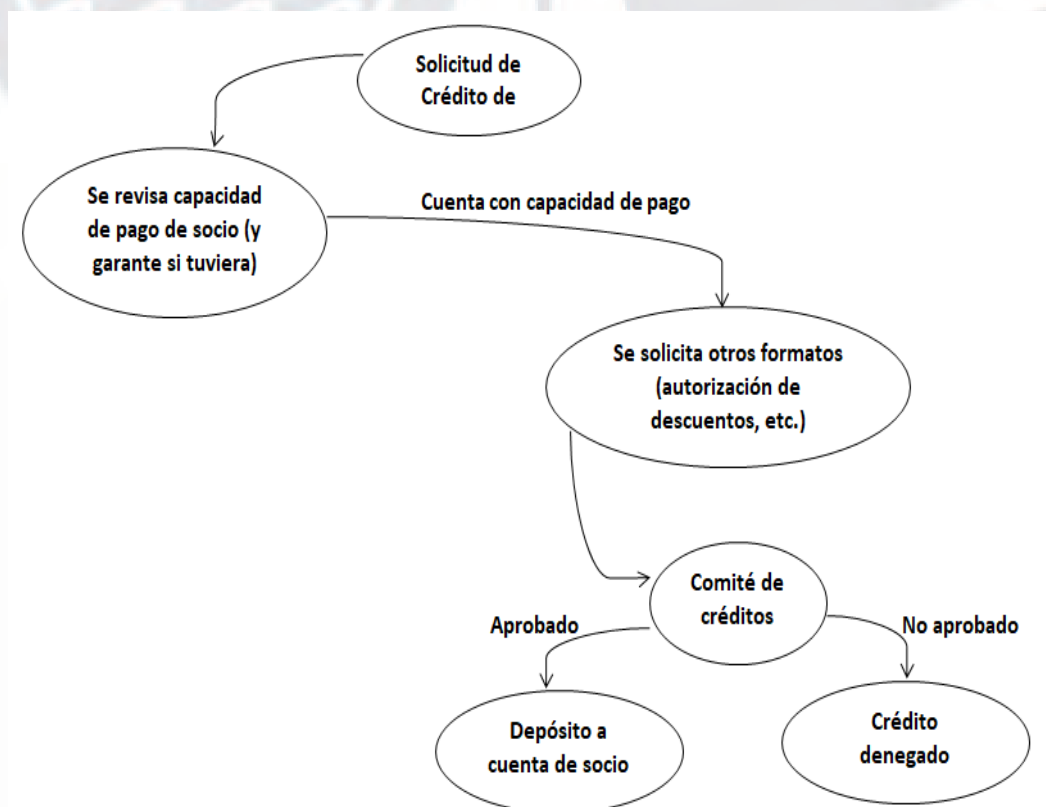 Solicitud de
Crédito de
Se revisa capacidad
de pago de socio (y
garante si tuviera)
Cuenta con capacidad de pago
Se solicita otros formatos
(autorización de
descuentos, etc.)
Comité de
créditos
Aprobado
No aprobado
Depósito a
cuenta de socio
Crédito
denegado